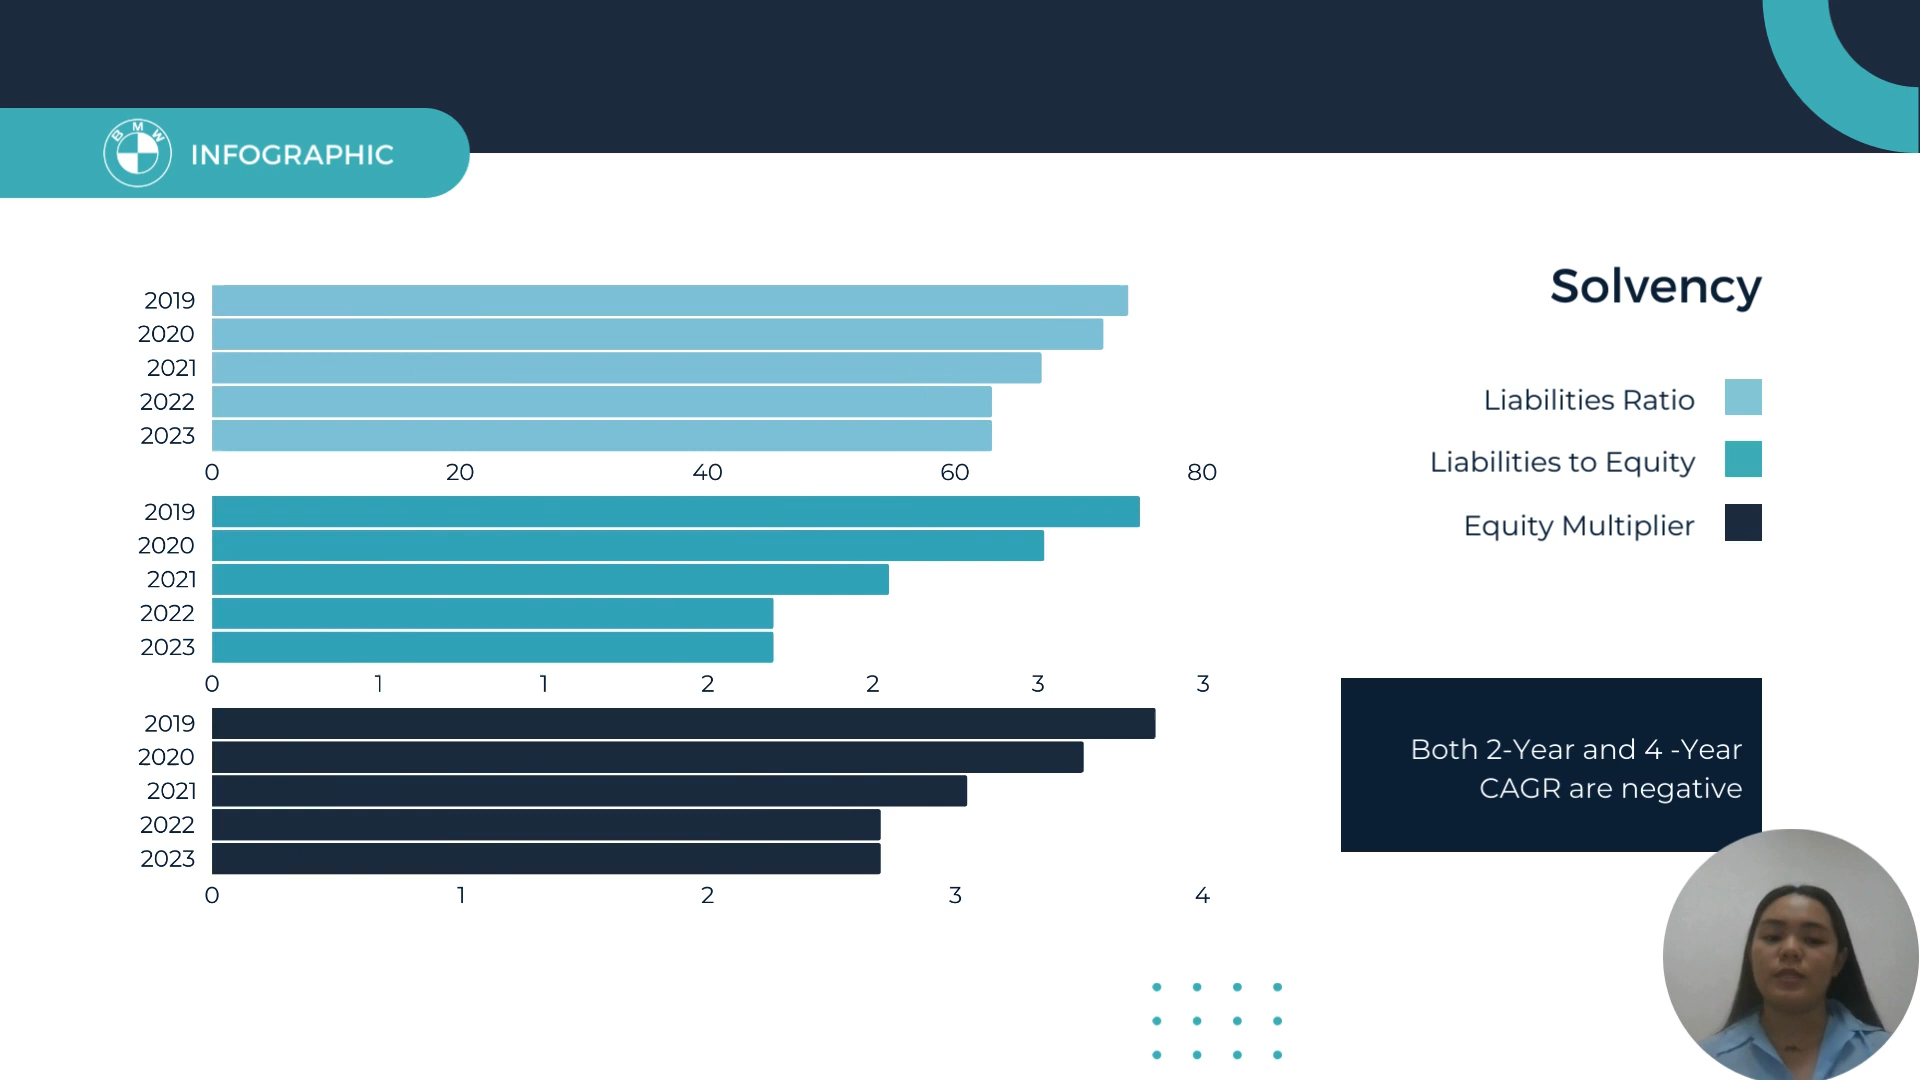 BMW
INFOGRAPHIC
Solvency
Liabilities Ratio
Liabilities to Equity
Equity Multiplier
2019
2020
2021
2022
2023
0 20 40 60 80
2019
2020
2021
2022
2023
0 1 1 2 2 3 3
2019
2020
2021
2022
2023
0 1 2 3 4
Both 2-Year and 4 -Year
CAGR are negative